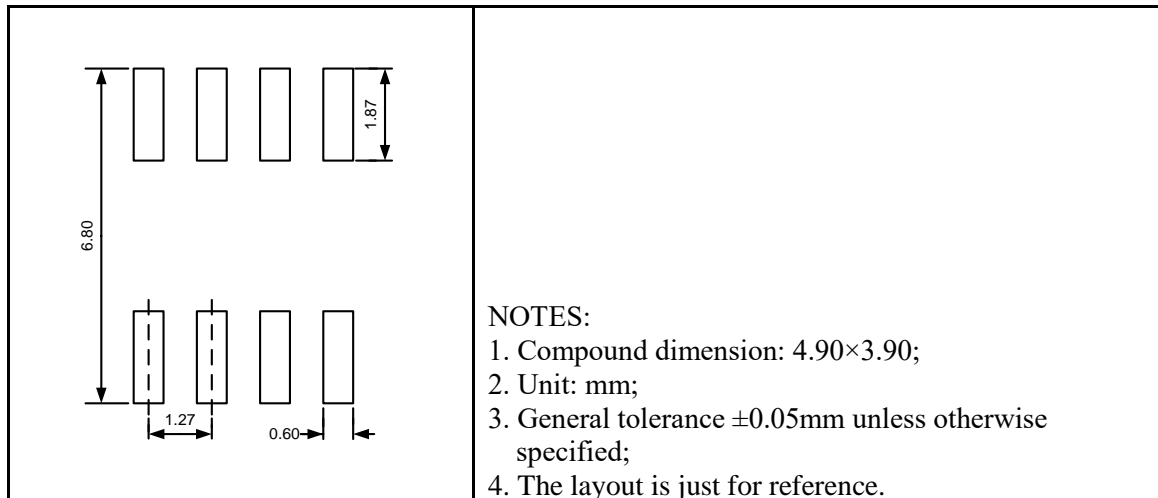 1.87
6.80
1.27
0.60
NOTES:
1. Compound dimension: 4.90×3.90;
2. Unit: mm;
3. General tolerance ±0.05mm unless otherwise
specified;
4. The layout is just for reference.